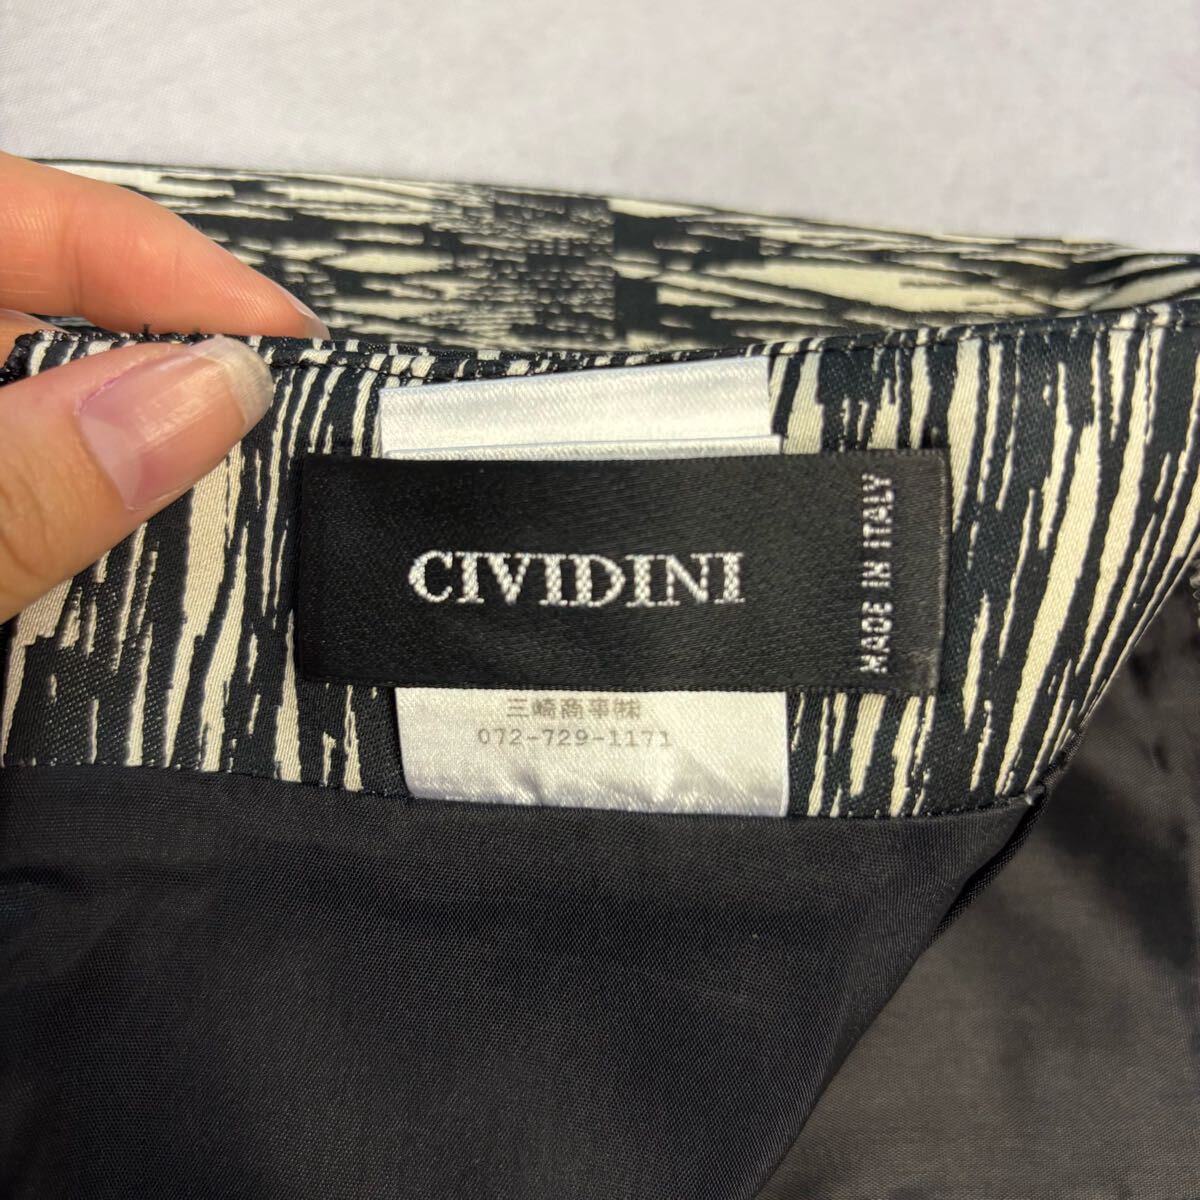 CIVIDINI
MADE IN ITALY
三崎商事㈱
072-729-1171